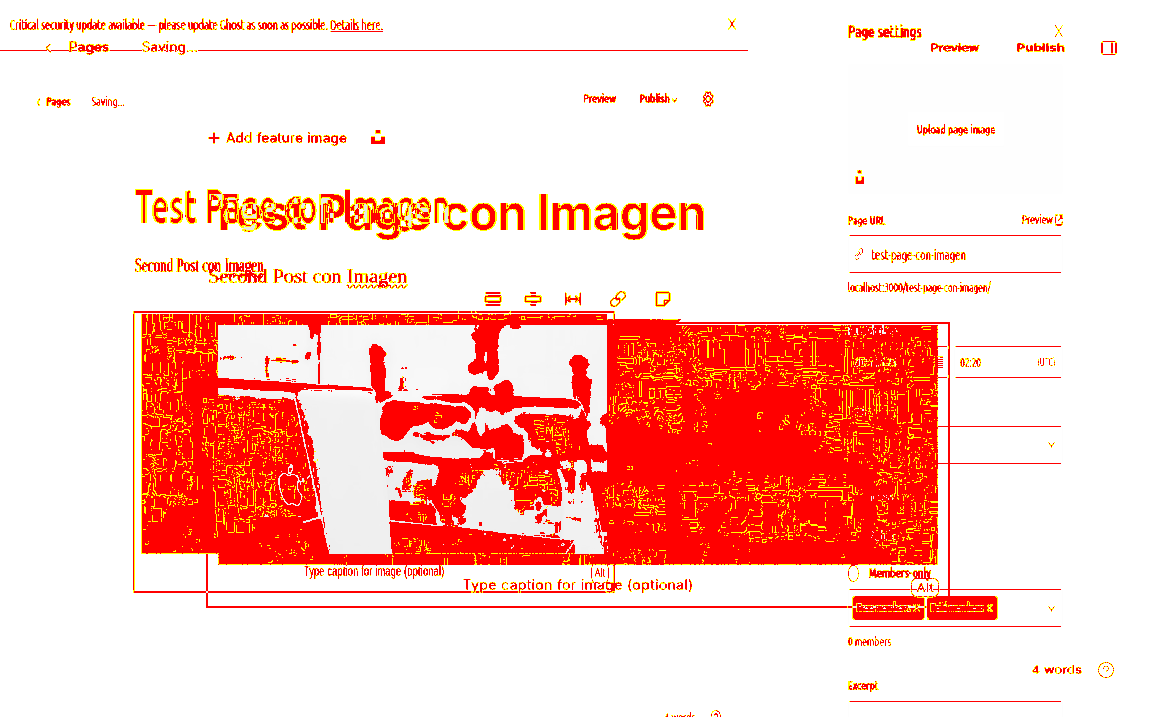 Critical security update available – please update Ghost as soon as possible. Details here. X
Page settings X
Pages Saving...
Preview Publish
Pages Saving...
Preview Publish
Upload page image
+ Add feature image
Test Page con Imagen
Test Page con Imagen
Page URL Preview
Second Post con Imagen
Second Post con Imagen
test-page-con-imagen
localhost:3000/test-page-con-imagen/
02:20 (UTC)
Type caption for image (optional) Alt
Type caption for image (optional) Alt
Members only
0 members
4 words ?
Excerpt